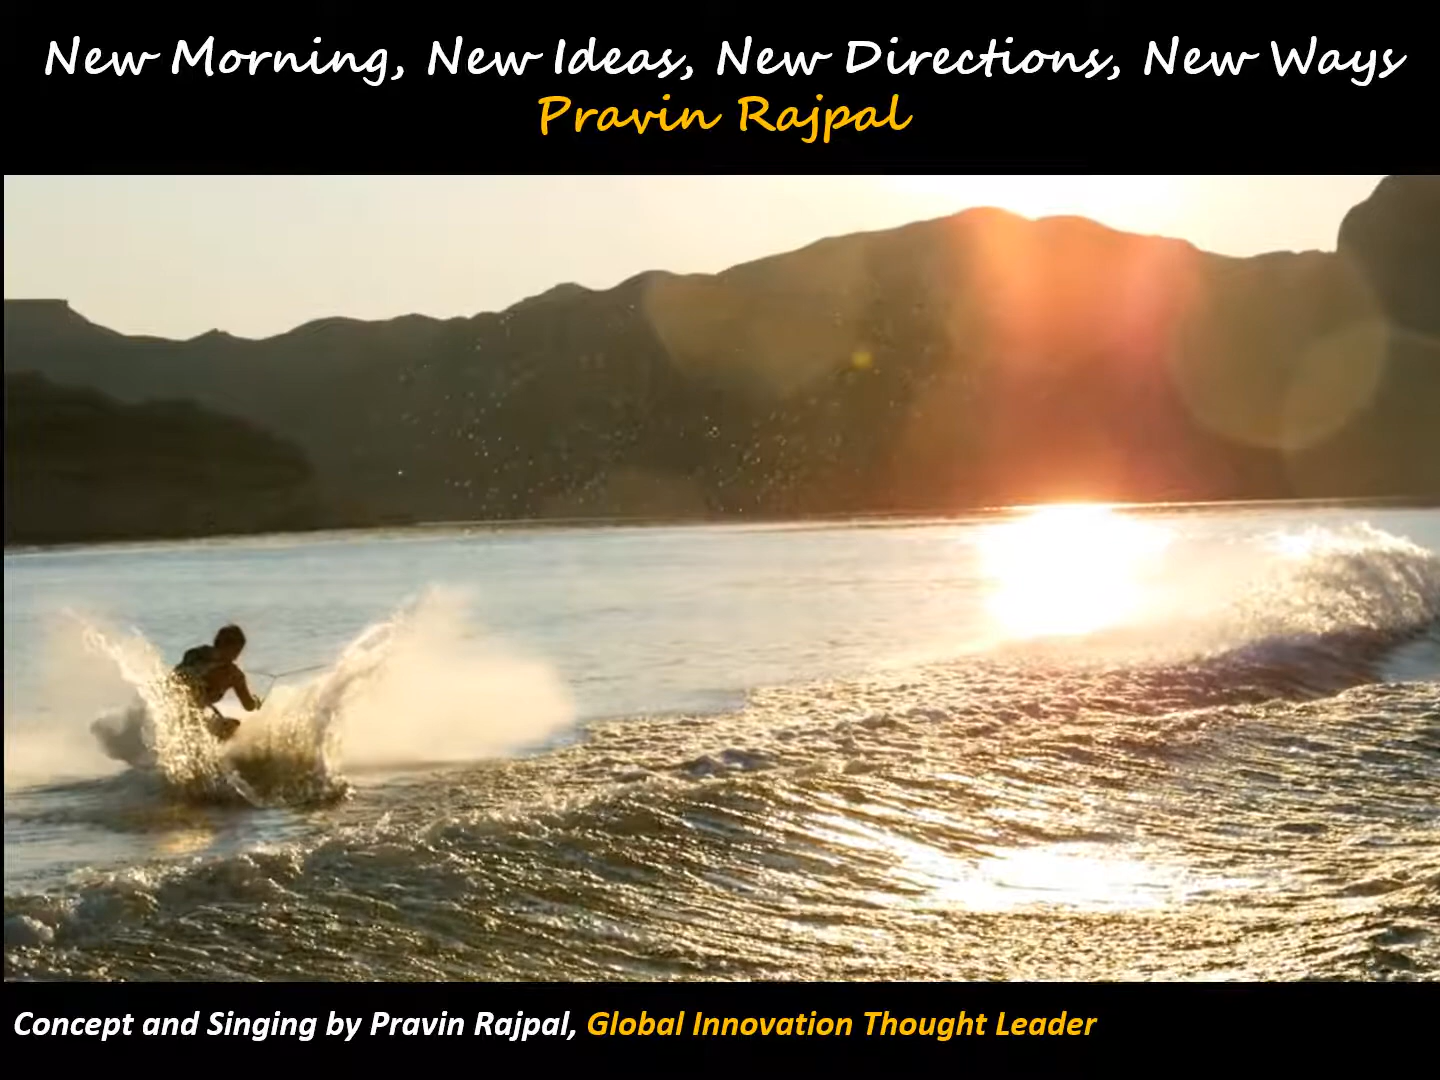 New Morning, New Ideas, New Directions, New Ways
Pravin Rajpal
Concept and Singing by Pravin Rajpal, Global Innovation Thought Leader